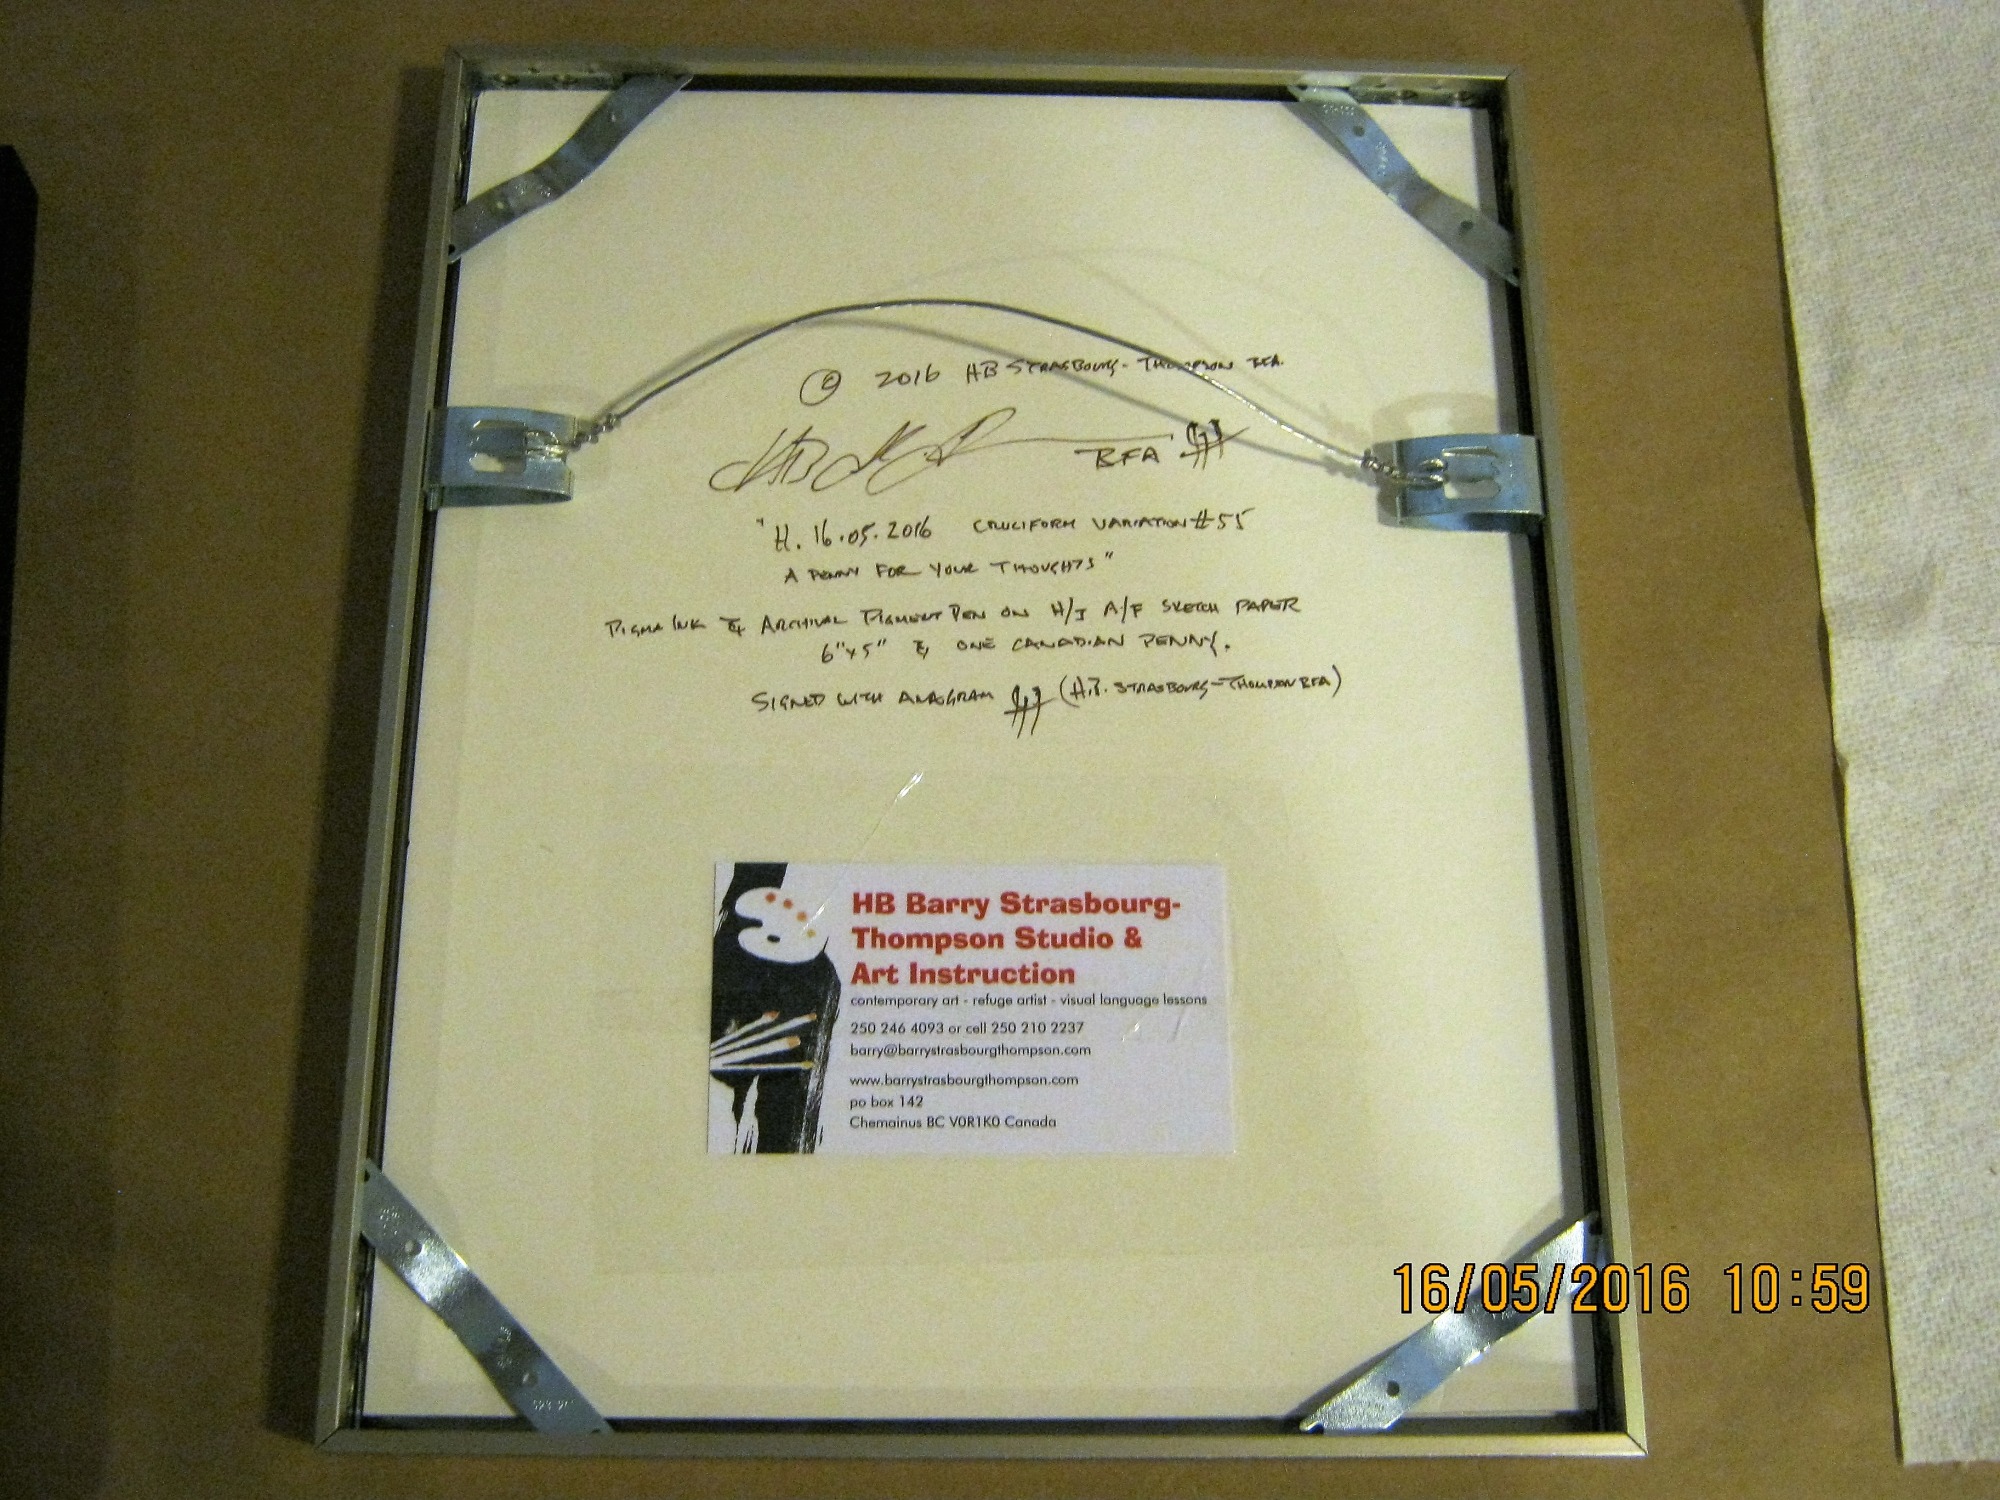 © 2016 HB STRASBOURG-THOMPSON BFA.
BFA
"H. 16.05.2016 CRUCIFORM VARIATION #55
A PENNY FOR YOUR THOUGHTS"
PIGMA INK & ARCHIVAL PIGMENT PEN ON H/I A/F SKETCH PAPER
6"x5" & ONE CANADIAN PENNY.
SIGNED WITH ANAGRAM (H.B. STRASBOURG-THOMPSON BFA)
HB Barry Strasbourg-
Thompson Studio &
Art Instruction
contemporary art - refuge artist - visual language lessons
250 246 4093 or cell 250 210 2237
barry@barrystrasbourgthompson.com
www.barrystrasbourgthompson.com
po box 142
Chemainus BC V0R1K0 Canada
16/05/2016 10:59